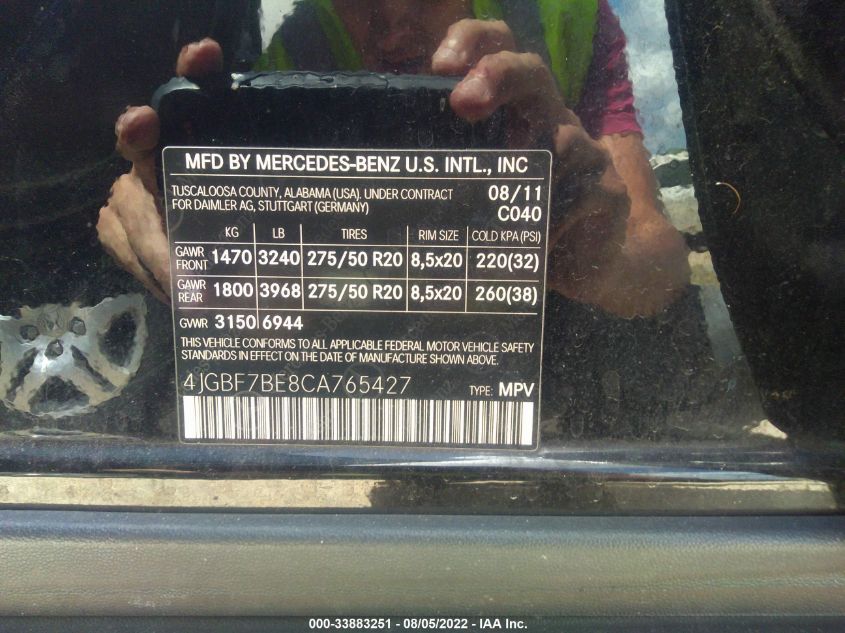 MFD BY MERCEDES-BENZ U.S. INTL., INC
TUSCALOOSA COUNTY, ALABAMA (USA). UNDER CONTRACT 08/11
FOR DAIMLER AG, STUTTGART (GERMANY) C040
KG LB TIRES RIM SIZE COLD KPA (PSI)
GAWR FRONT 1470 3240 275/50 R20 8,5x20 220(32)
GAWR REAR 1800 3968 275/50 R20 8,5x20 260(38)
GVWR 3150 6944
THIS VEHICLE CONFORMS TO ALL APPLICABLE FEDERAL MOTOR VEHICLE SAFETY
STANDARDS IN EFFECT ON THE DATE OF MANUFACTURE SHOWN ABOVE.
4JGBF7BE8CA765427 TYPE: MPV
000-33883251 - 08/05/2022 - IAA Inc.